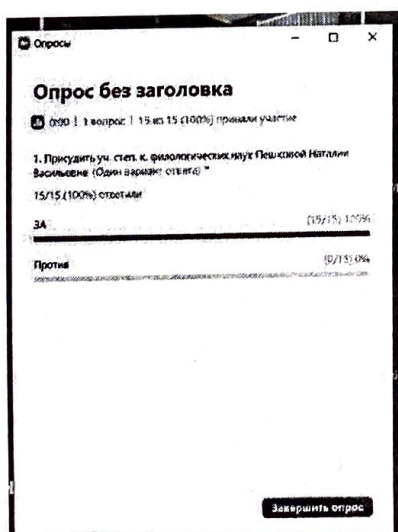 Опросы
Опрос без заголовка
0:00 | 1 вопрос | 15 из 15 (100%) приняли участие
1. Присудить уч. степ. к. филологических наук Пешковой Наталии
Васильевне (Один вариант ответа) *
15/15 (100%) ответили
ЗА
(15/15) 100%
Против
(0/15) 0%
Завершить опрос